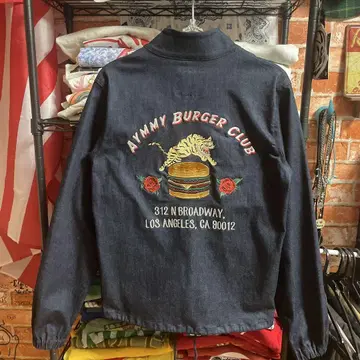 AYMMY BURGER CLUB
312 N BROADWAY,
LOS ANGELES, CA 90012